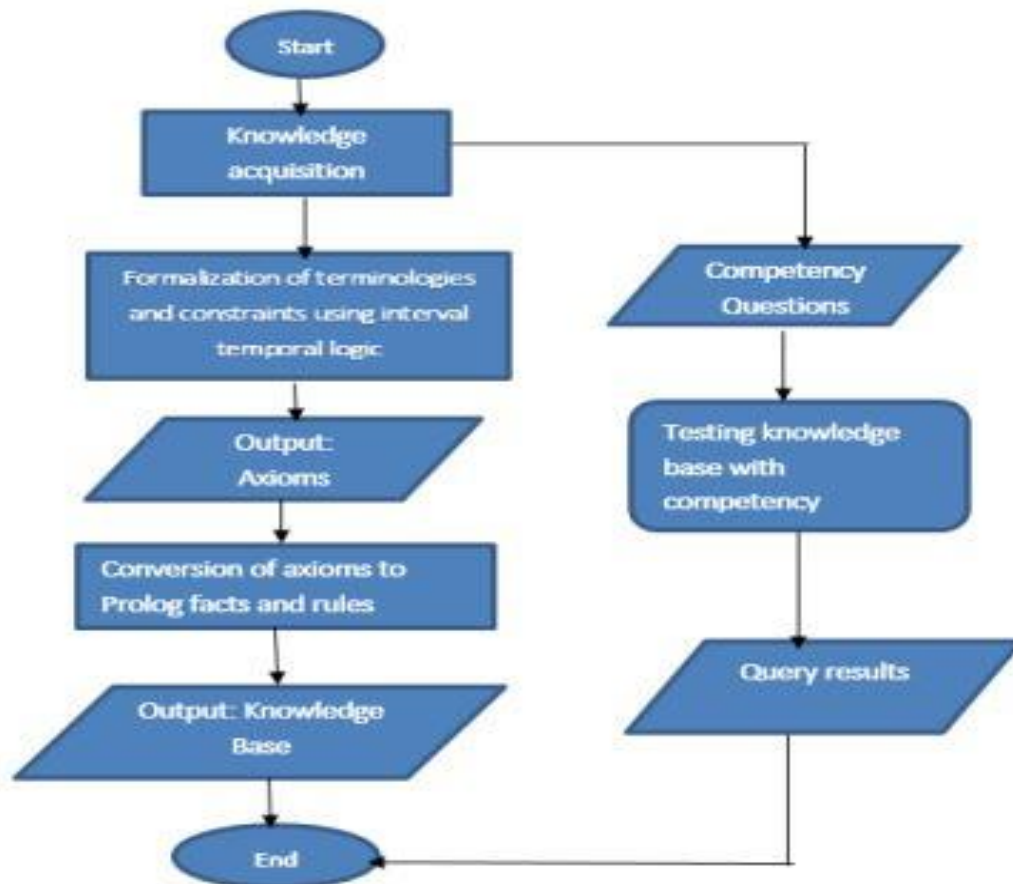 Start
Knowledge
acquisition
Formalization of terminologies
and constraints using interval
temporal logic
Output:
Axioms
Conversion of axioms to
Prolog facts and rules
Output: Knowledge
Base
End
Competency
Questions
Testing knowledge
base with
competency
Query results